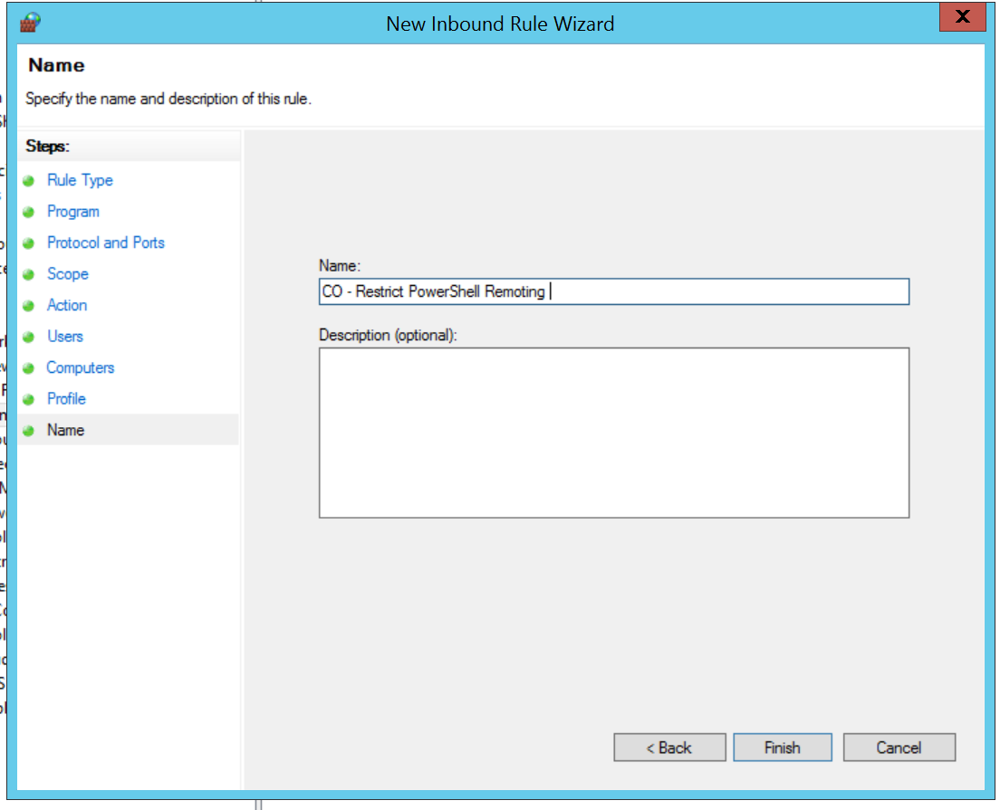 New Inbound Rule Wizard
X
Name
Specify the name and description of this rule.
Steps:
Rule Type
Program
Protocol and Ports
Scope
Action
Users
Computers
Profile
Name
Name:
CO - Restrict PowerShell Remoting
Description (optional):
< Back
Finish
Cancel